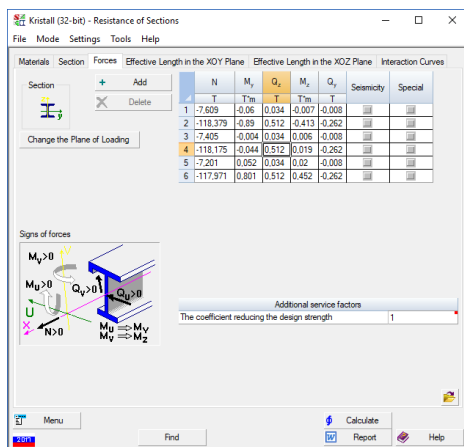 Kristall (32-bit) - Resistance of Sections
File Mode Settings Tools Help
Materials Section Forces Effective Length in the XOY Plane Effective Length in the XOZ Plane Interaction Curves
Section
+ Add
Delete
Change the Plane of Loading
N My Qz Mz Qy Seismicity Special
T T*m T T*m T
1 -7,609 -0,06 0,034 -0,007 -0,008
2 -118,379 -0,89 0,512 -0,413 -0,262
3 -7,405 -0,004 0,034 0,006 -0,008
4 -118,175 -0,044 0,512 0,019 -0,262
5 -7,201 0,052 0,034 0,02 -0,008
6 -117,971 0,801 0,512 0,452 -0,262
Signs of forces
Mv>0
V
Mu>0
Qv>0
Qu>0
U
X
N>0
Mu⇒My
Mv⇒Mz
Additional service factors
The coefficient reducing the design strength 1
Menu
Calculate
Find
Report
Help